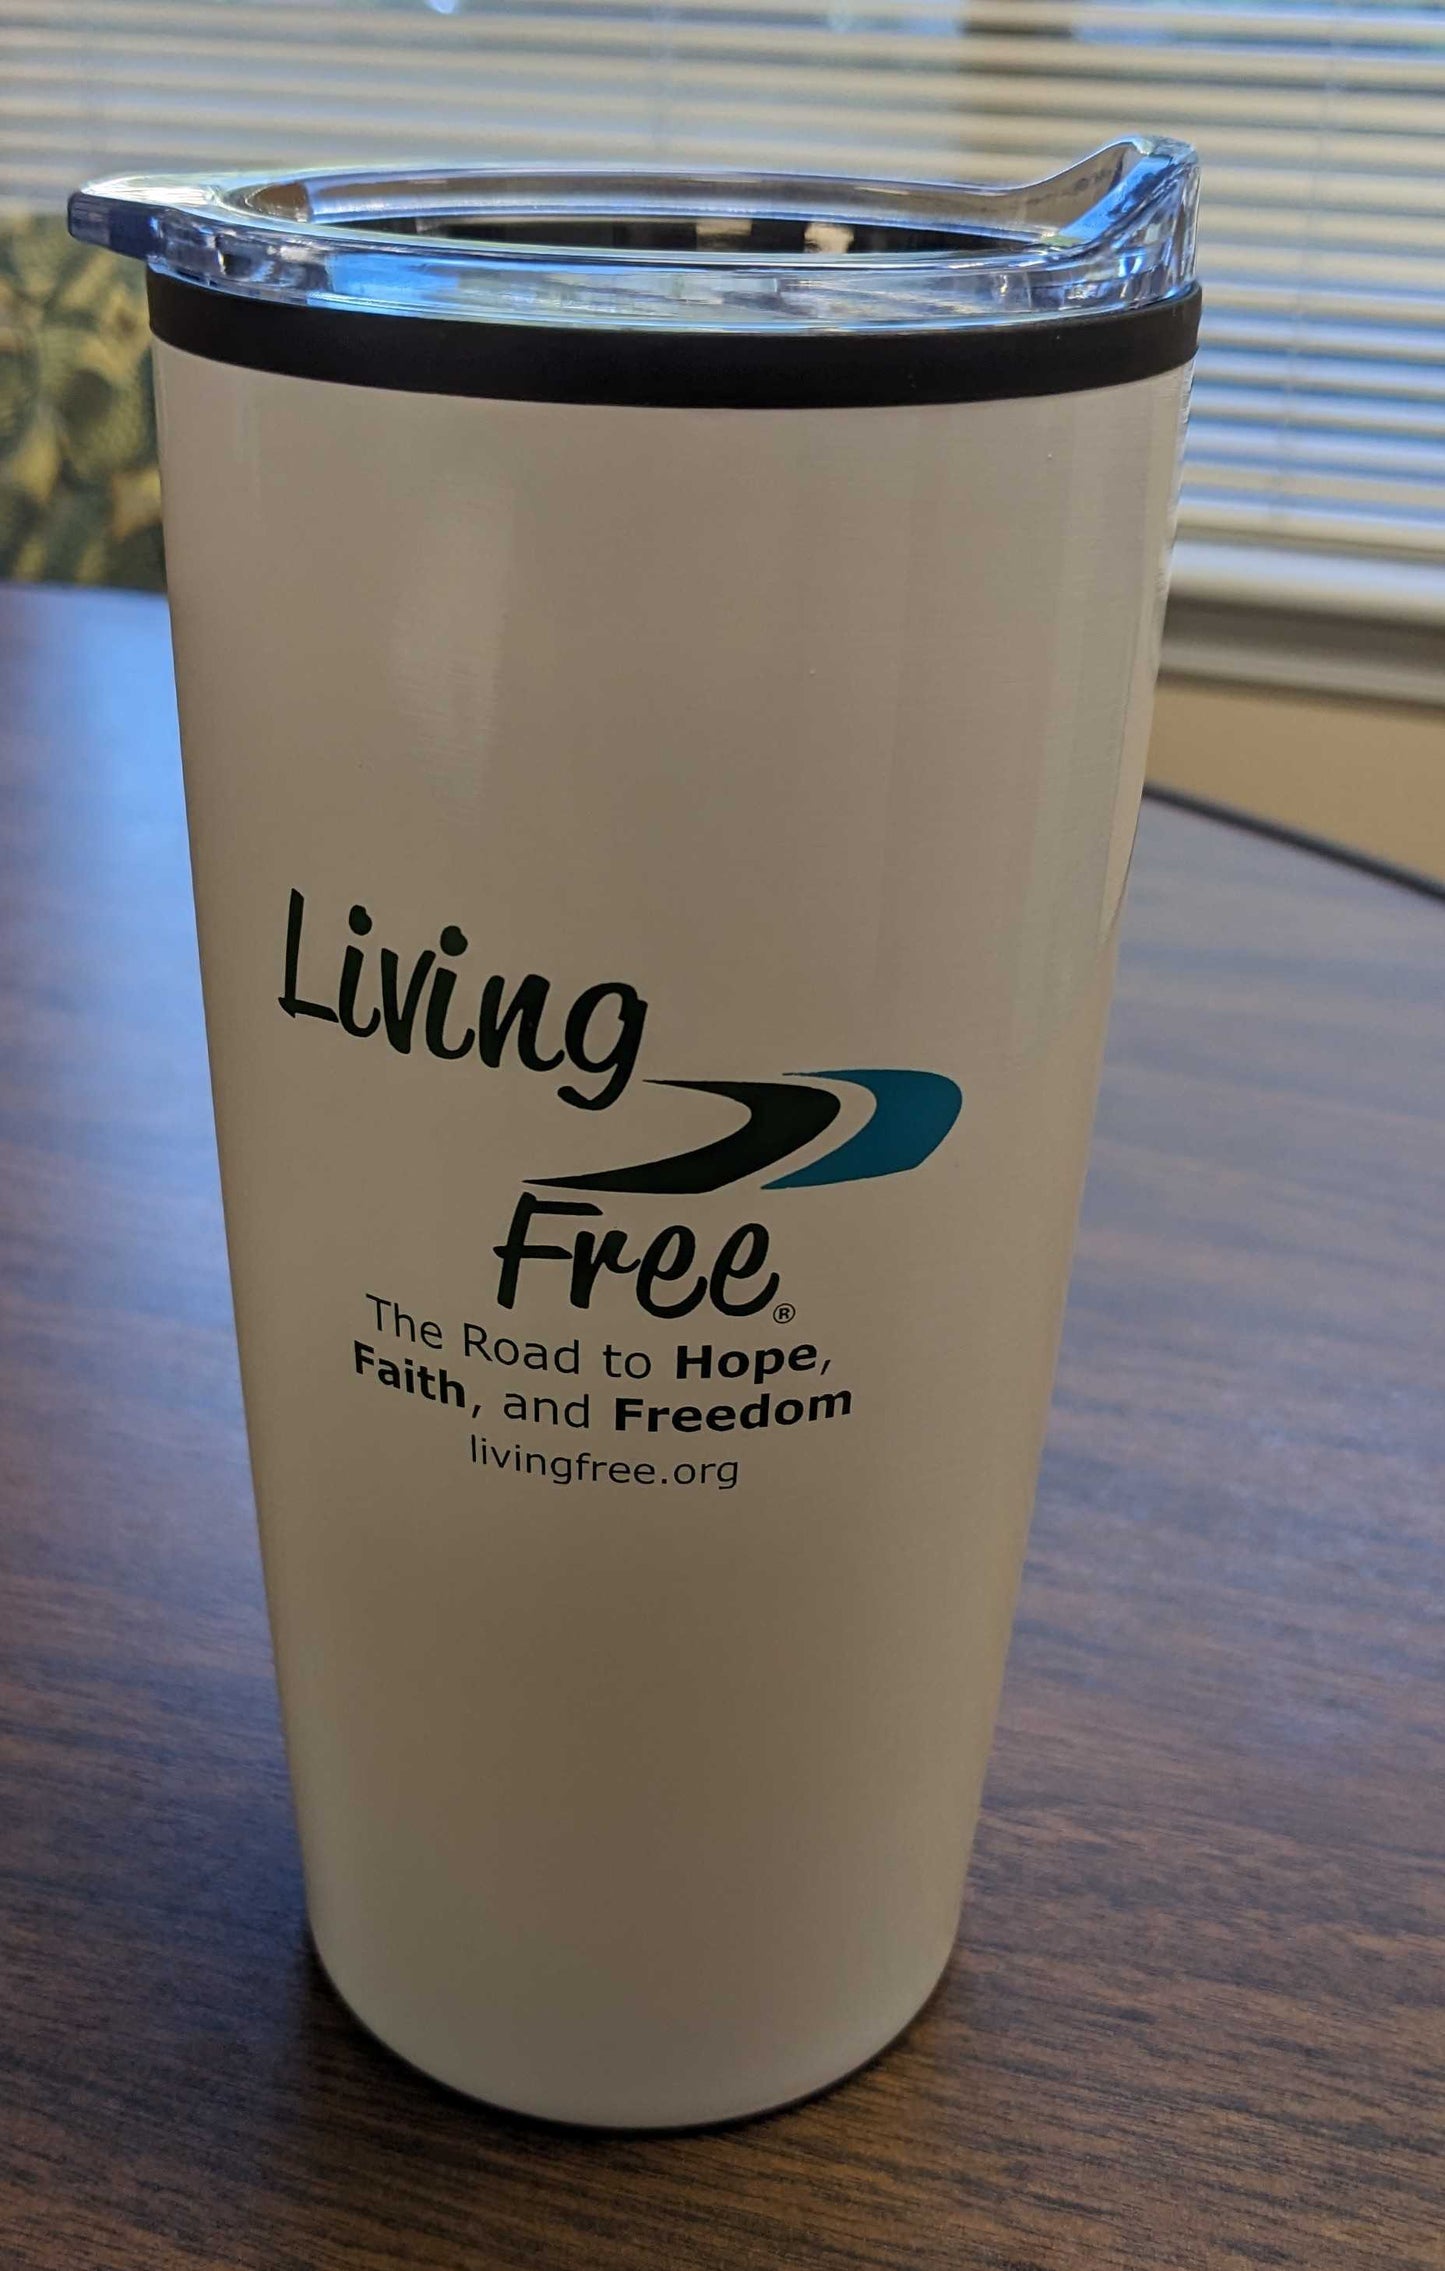 Living
Free®
The Road to Hope,
Faith, and Freedom
livingfree.org